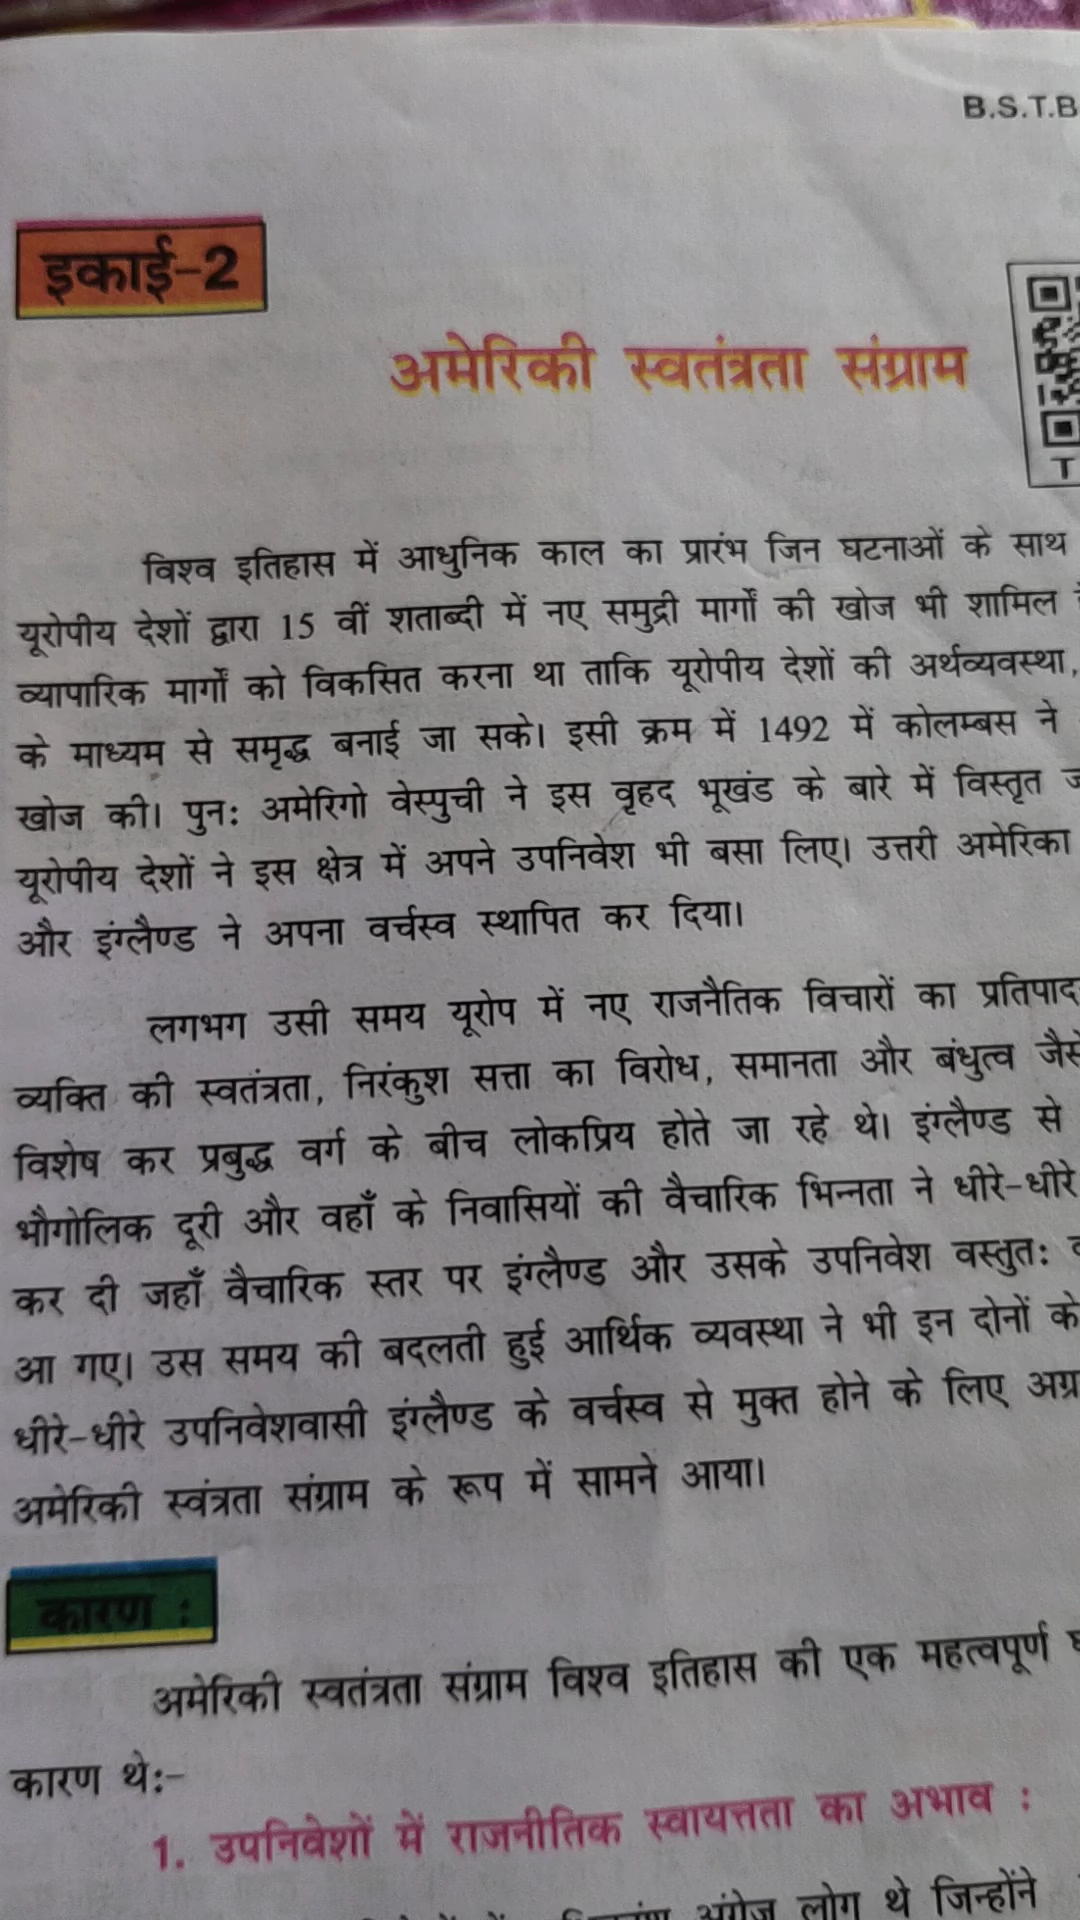 B.S.T.B
इकाई-2
अमेरिकी स्वतंत्रता संग्राम
T
विश्व इतिहास में आधुनिक काल का प्रारंभ जिन घटनाओं के साथ
यूरोपीय देशों द्वारा 15 वीं शताब्दी में नए समुद्री मार्गों की खोज भी शामिल
व्यापारिक मार्गों को विकसित करना था ताकि यूरोपीय देशों की अर्थव्यवस्था,
के माध्यम से समृद्ध बनाई जा सके। इसी क्रम में 1492 में कोलम्बस ने
खोज की। पुनः अमेरिगो वेस्पुची ने इस वृहद भूखंड के बारे में विस्तृत
यूरोपीय देशों ने इस क्षेत्र में अपने उपनिवेश भी बसा लिए। उत्तरी अमेरिका
और इंग्लैण्ड ने अपना वर्चस्व स्थापित कर दिया।
लगभग उसी समय यूरोप में नए राजनैतिक विचारों का प्रतिपाद
व्यक्ति की स्वतंत्रता, निरंकुश सत्ता का विरोध, समानता और बंधुत्व जैसे
विशेष कर प्रबुद्ध वर्ग के बीच लोकप्रिय होते जा रहे थे। इंग्लैण्ड से
भौगोलिक दूरी और वहाँ के निवासियों की वैचारिक भिन्नता ने धीरे-धीरे
कर दी जहाँ वैचारिक स्तर पर इंग्लैण्ड और उसके उपनिवेश वस्तुतः
आ गए। उस समय की बदलती हुई आर्थिक व्यवस्था ने भी इन दोनों के
धीरे-धीरे उपनिवेशवासी इंग्लैण्ड के वर्चस्व से मुक्त होने के लिए अग्र
अमेरिकी स्वंत्रता संग्राम के रूप में सामने आया।
कारण :
अमेरिकी स्वतंत्रता संग्राम विश्व इतिहास की एक महत्वपूर्ण
कारण थे:-
1. उपनिवेशों में राजनीतिक स्वायत्तता का अभाव :
अंग्रेज लोग थे जिन्होंने